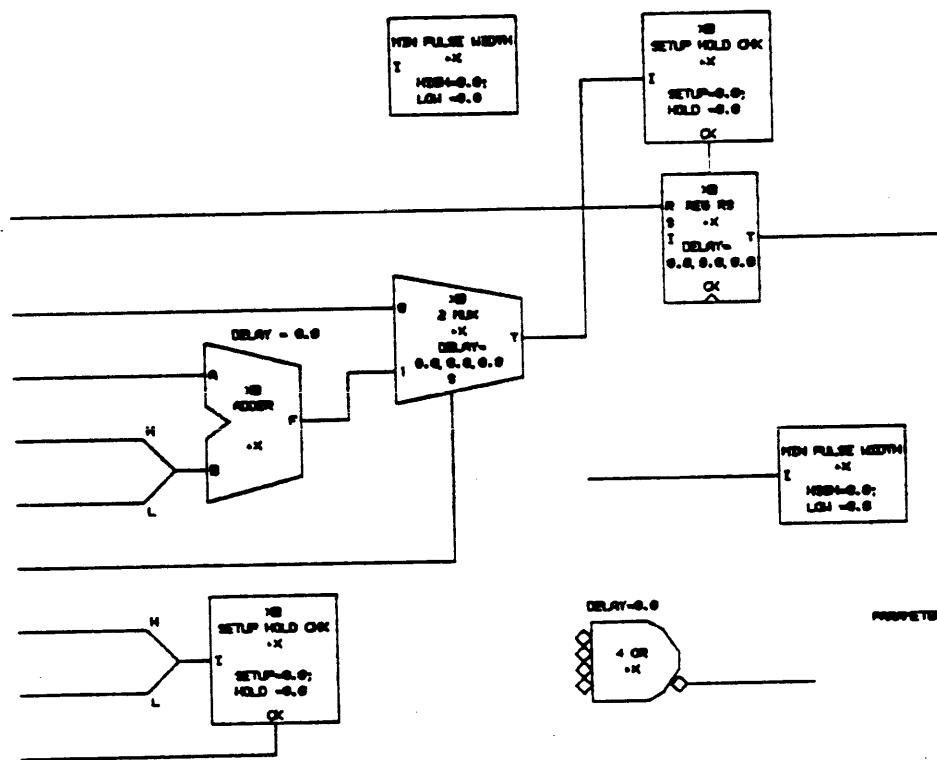 MIN PULSE WIDTH
.X
I
HIGH=0.0;
LOW =0.0
XB
SETUP HOLD CHK
.X
I
SETUP=0.0;
HOLD =0.0
CK
XB
R REG RS
S .X
I T
DELAY=
0.0,0.0,0.0
CK
XB
0 2 MUX
.X
T
DELAY=
0.0,0.0,0.0
1 S
DELAY = 0.0
A
XB
ADDER
F
.X
B
H
L
MIN PULSE WIDTH
.X
I
HIGH=0.0;
LOW =0.0
XB
SETUP HOLD CHK
.X
I
SETUP=0.0;
HOLD =0.0
CK
H
L
DELAY=0.0
4 OR
.X
PARAMETER